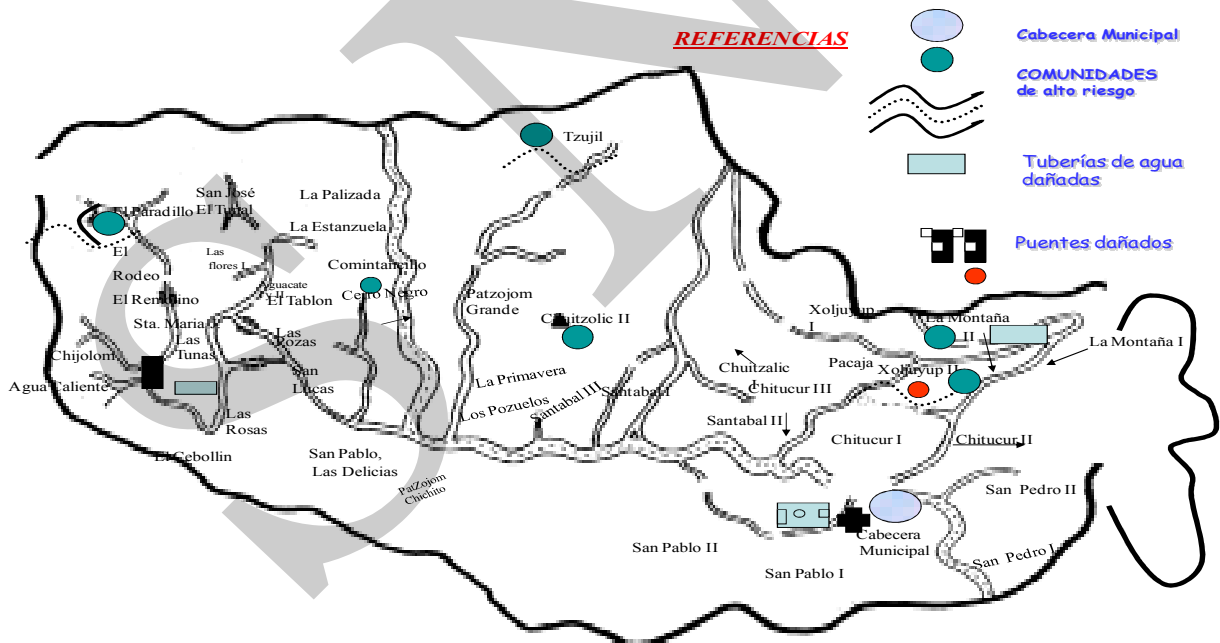 REFERENCIAS
Cabecera Municipal
COMUNIDADES
de alto riesgo
Tuberías de agua
dañadas
Puentes dañados
Tzujil
San José
El Tunal
La Palizada
El Paradillo
La Estanzuela
El
Rodeo
Las
flores I
Comintancillo
Aguacate
I y II
El Tablon
Cerro Negro
El Remolino
Patzojom
Grande
Chuitzolic II
Xoljuyup
I
La Montaña
II
La Montaña I
Sta. Maria
Las
Tunas
Las
Pozas
Chijolom
Agua Caliente
San
Lucas
La Primavera
Los Pozuelos
Santabal III
Santabal I
Chuitzalic
I
Chitucur III
Pacaja
Xoljuyup II
Las
Rosas
Santabal II
Chitucur I
Chitucur II
El Cebollin
San Pablo,
Las Delicias
PatZojom
Chichito
San Pedro II
Cabecera
Municipal
San Pablo II
San Pablo I
San Pedro I